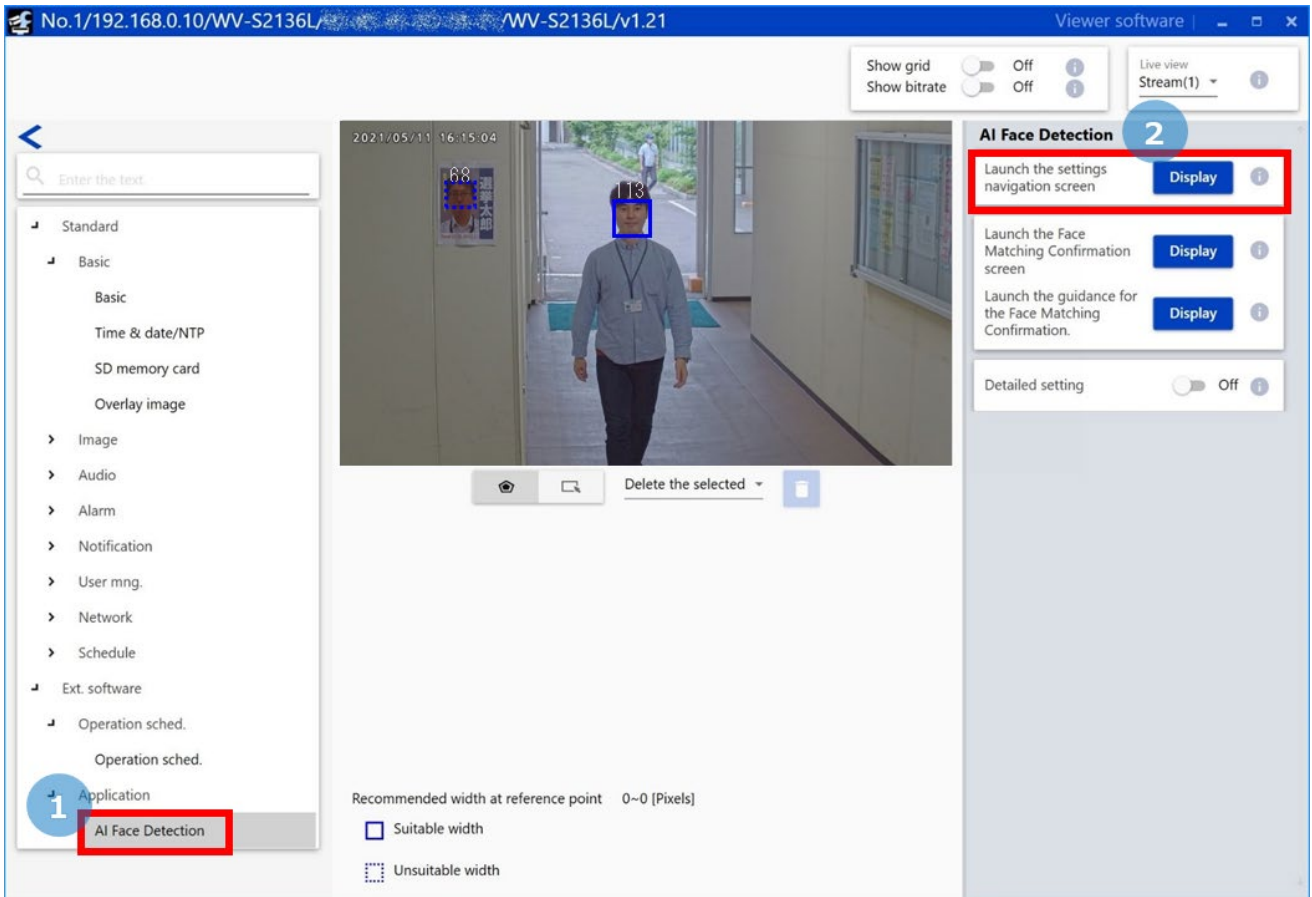 No.1/192.168.0.10/WV-S2136L/ /WV-S2136L/v1.21
Viewer software
Show grid Off
Show bitrate Off
Live view
Stream(1)
Enter the text.
Standard
Basic
Basic
Time & date/NTP
SD memory card
Overlay image
Image
Audio
Alarm
Notification
User mng.
Network
Schedule
Ext. software
Operation sched.
Operation sched.
1
Application
AI Face Detection
2021/05/11 16:15:04
68
選挙太郎
113
Delete the selected
Recommended width at reference point 0~0 [Pixels]
Suitable width
Unsuitable width
AI Face Detection
2
Launch the settings
navigation screen
Display
Launch the Face
Matching Confirmation
screen
Display
Launch the guidance for
the Face Matching
Confirmation.
Display
Detailed setting Off